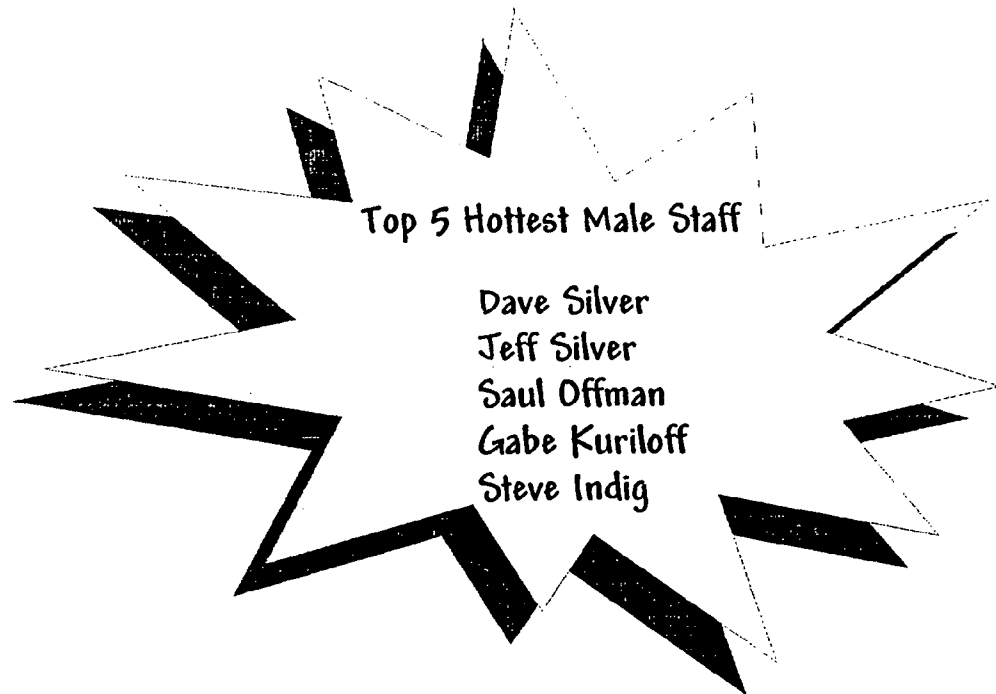 Top 5 Hottest Male Staff
Dave Silver
Jeff Silver
Saul Offman
Gabe Kuriloff
Steve Indig